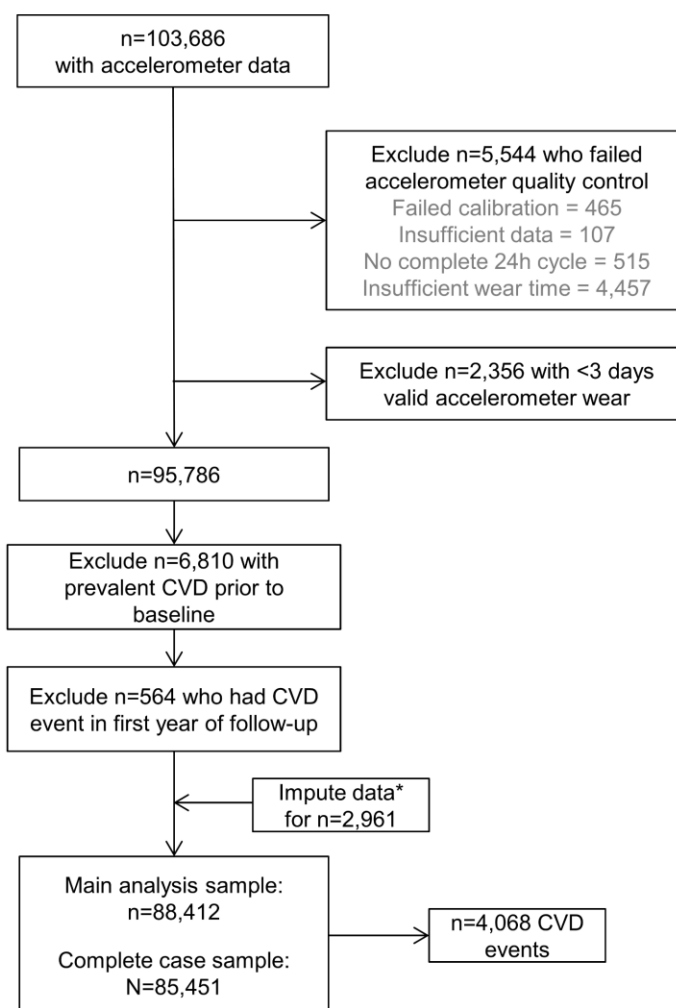 n=103,686
with accelerometer data
Exclude n=5,544 who failed
accelerometer quality control
Failed calibration = 465
Insufficient data = 107
No complete 24h cycle = 515
Insufficient wear time = 4,457
Exclude n=2,356 with <3 days
valid accelerometer wear
n=95,786
Exclude n=6,810 with
prevalent CVD prior to
baseline
Exclude n=564 who had CVD
event in first year of follow-up
Impute data*
for n=2,961
Main analysis sample:
n=88,412
Complete case sample:
N=85,451
n=4,068 CVD
events